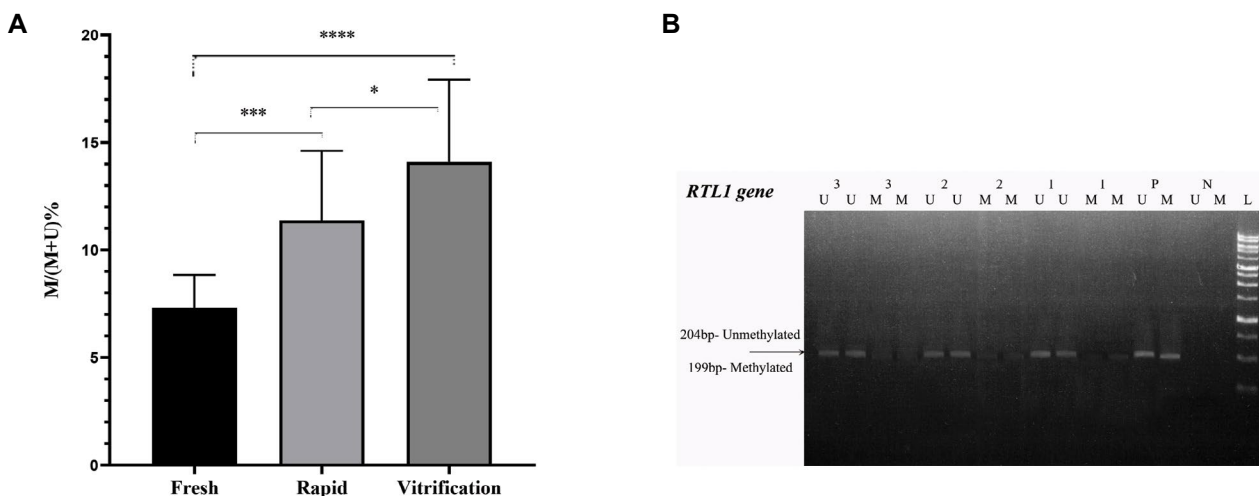 A
20
15
10
5
0
M/(M+U)%
****
***
*
Fresh Rapid Vitrification
B
RTL1 gene
3 3 2 2 1 1 P N
U U M M U U M M U U M M U M U M L
204bp- Unmethylated
199bp- Methylated